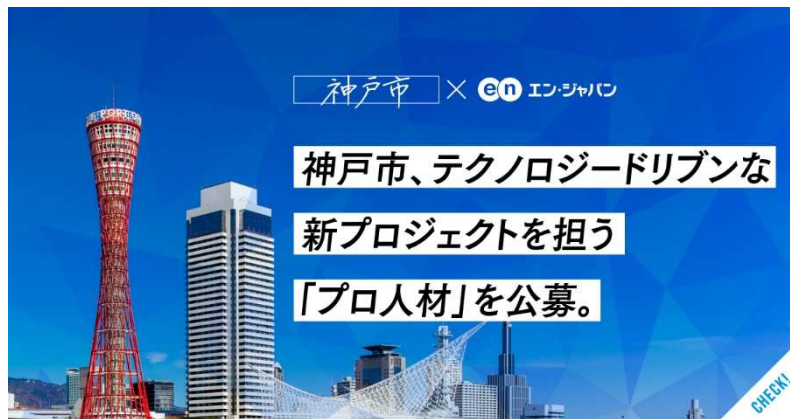 神戸市 × en エン・ジャパン
神戸市、テクノロジードリブンな
新プロジェクトを担う
「プロ人材」を公募。
CHECK!